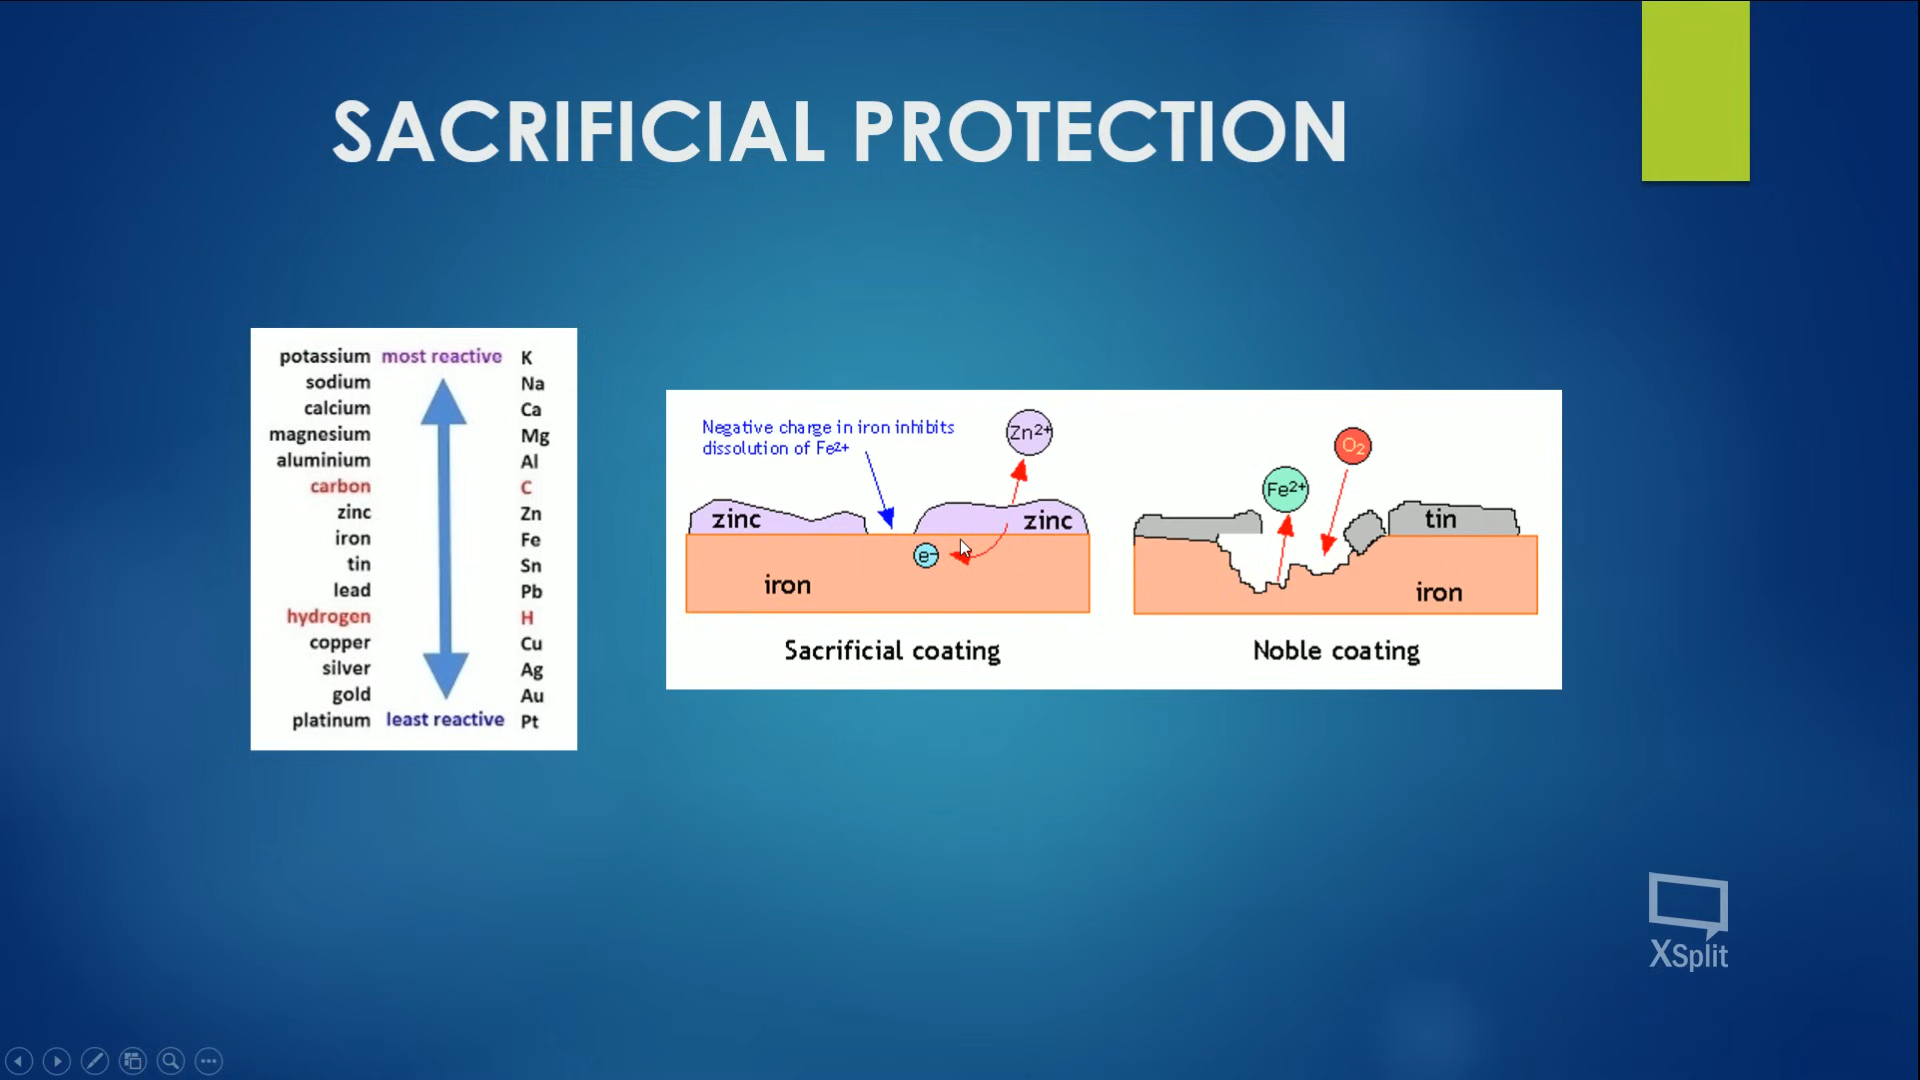 SACRIFICIAL PROTECTION
potassium most reactive K
sodium Na
calcium Ca
magnesium Mg
aluminium Al
carbon C
zinc Zn
iron Fe
tin Sn
lead Pb
hydrogen H
copper Cu
silver Ag
gold Au
platinum least reactive Pt
Negative charge in iron inhibits
dissolution of Fe²⁺
Zn²⁺
zinc
zinc
e⁻
iron
Sacrificial coating
O₂
Fe²⁺
tin
iron
Noble coating
XSplit